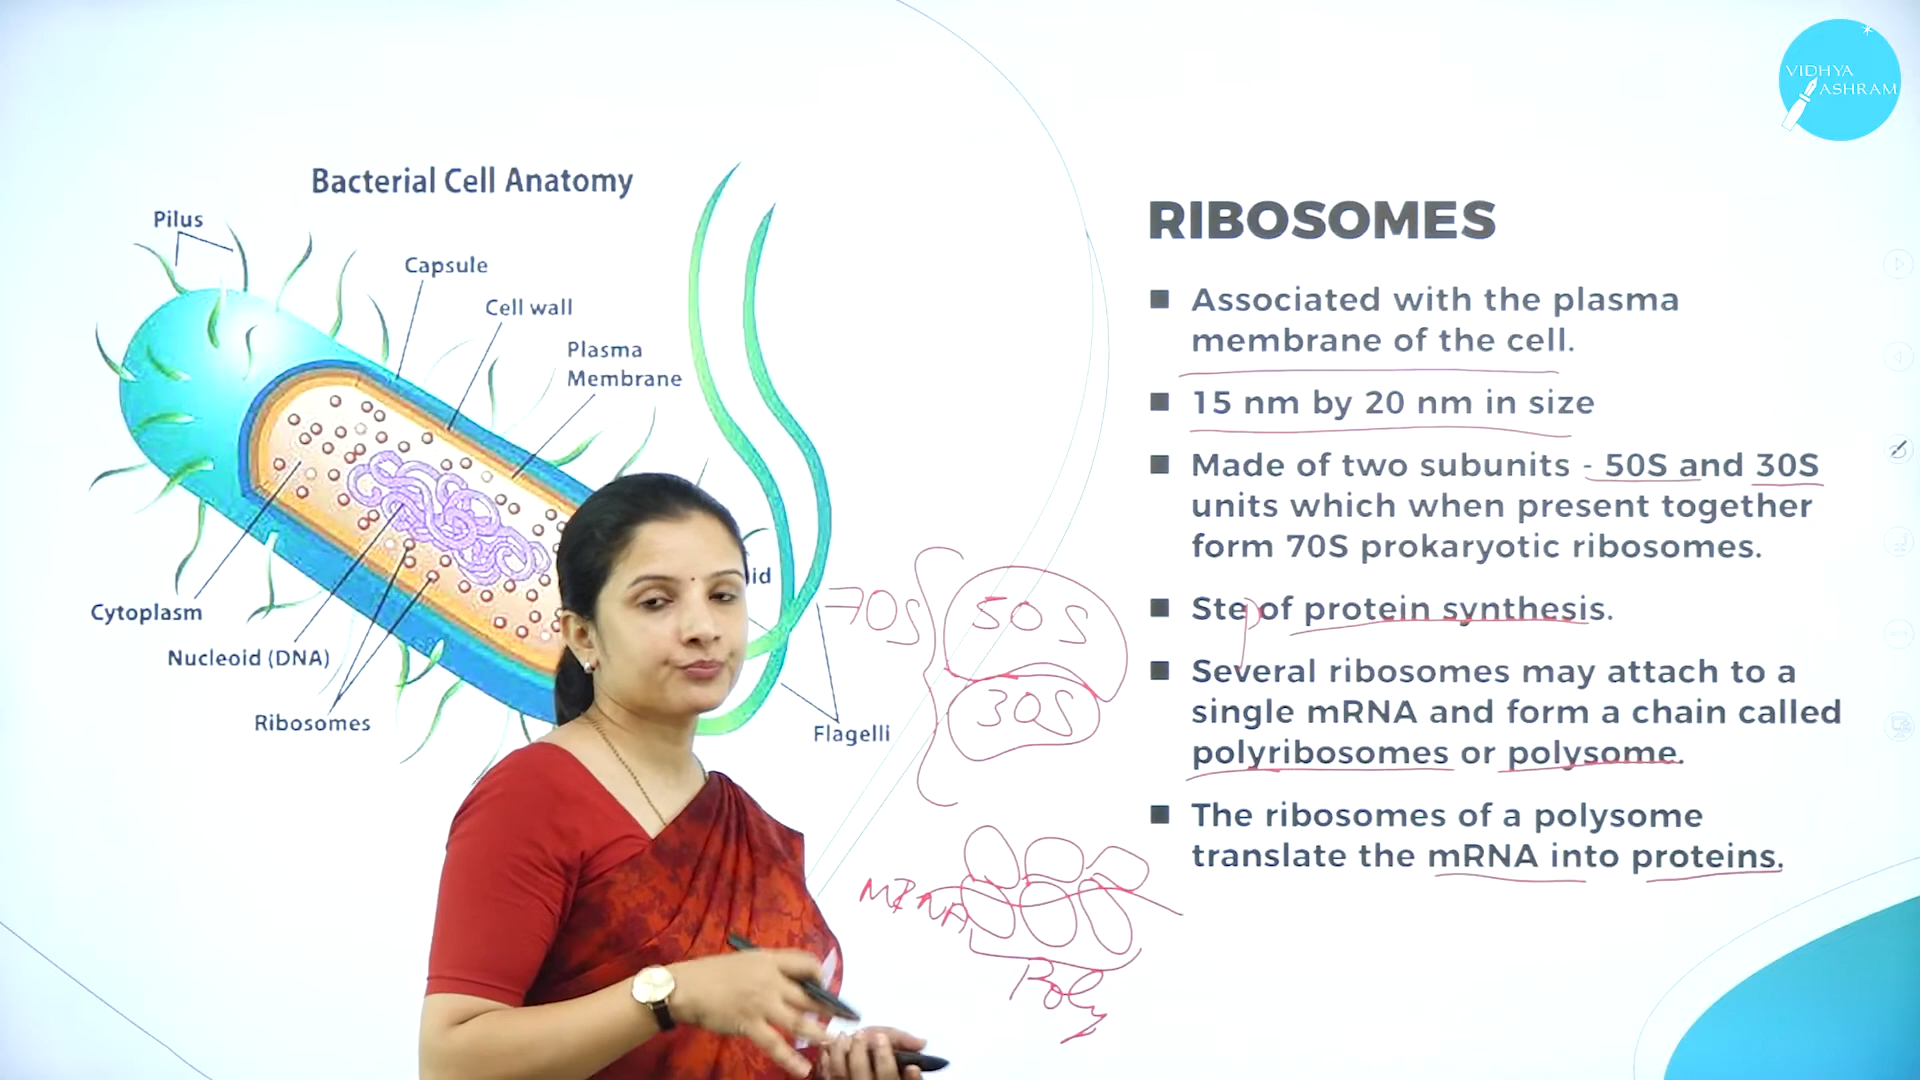 VIDHYA
ASHRAM
Bacterial Cell Anatomy
Pilus
Capsule
Cell wall
Plasma
Membrane
id
Cytoplasm
Nucleoid (DNA)
Ribosomes
Flagelli
RIBOSOMES
■ Associated with the plasma
membrane of the cell.
■ 15 nm by 20 nm in size
■ Made of two subunits - 50S and 30S
units which when present together
form 70S prokaryotic ribosomes.
■ Step of protein synthesis.
■ Several ribosomes may attach to a
single mRNA and form a chain called
polyribosomes or polysome.
■ The ribosomes of a polysome
translate the mRNA into proteins.
70S
50S
30S
MRNA
Poly